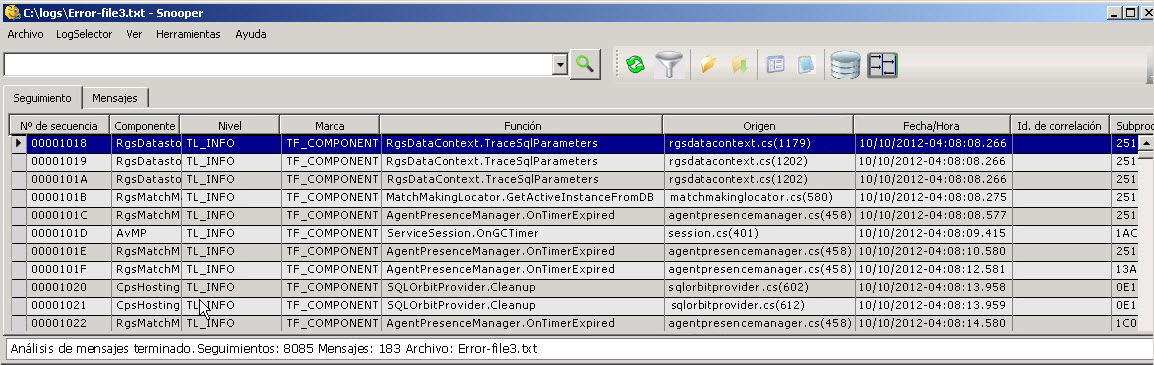 C:\logs\Error-file3.txt - Snooper
Archivo LogSelector Ver Herramientas Ayuda
Seguimiento Mensajes
Nº de secuencia Componente Nivel Marca Función Origen Fecha/Hora Id. de correlación Subproc
00001018 RgsDatasto TL_INFO TF_COMPONENT RgsDataContext.TraceSqlParameters rgsdatacontext.cs(1179) 10/10/2012-04:08:08.266 251
00001019 RgsDatasto TL_INFO TF_COMPONENT RgsDataContext.TraceSqlParameters rgsdatacontext.cs(1202) 10/10/2012-04:08:08.266 251
0000101A RgsDatasto TL_INFO TF_COMPONENT RgsDataContext.TraceSqlParameters rgsdatacontext.cs(1202) 10/10/2012-04:08:08.266 251
0000101B RgsMatchM TL_INFO TF_COMPONENT MatchMakingLocator.GetActiveInstanceFromDB matchmakinglocator.cs(580) 10/10/2012-04:08:08.275 251
0000101C RgsMatchM TL_INFO TF_COMPONENT AgentPresenceManager.OnTimerExpired agentpresencemanager.cs(458) 10/10/2012-04:08:08.577 251
0000101D AvMP TL_INFO TF_COMPONENT ServiceSession.OnGCTimer session.cs(401) 10/10/2012-04:08:09.415 1AC
0000101E RgsMatchM TL_INFO TF_COMPONENT AgentPresenceManager.OnTimerExpired agentpresencemanager.cs(458) 10/10/2012-04:08:10.580 251
0000101F RgsMatchM TL_INFO TF_COMPONENT AgentPresenceManager.OnTimerExpired agentpresencemanager.cs(458) 10/10/2012-04:08:12.581 13A
00001020 CpsHosting TL_INFO TF_COMPONENT SQLOrbitProvider.Cleanup sqlorbitprovider.cs(602) 10/10/2012-04:08:13.958 0E1
00001021 CpsHosting TL_INFO TF_COMPONENT SQLOrbitProvider.Cleanup sqlorbitprovider.cs(612) 10/10/2012-04:08:13.959 0E1
00001022 RgsMatchM TL_INFO TF_COMPONENT AgentPresenceManager.OnTimerExpired agentpresencemanager.cs(458) 10/10/2012-04:08:14.580 1C0
Análisis de mensajes terminado. Seguimientos: 8085 Mensajes: 183 Archivo: Error-file3.txt